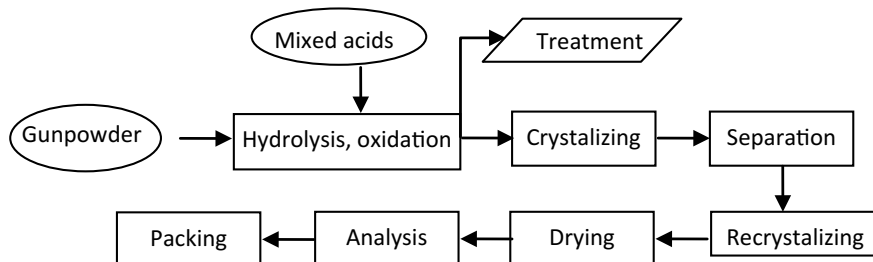 Mixed acids
Treatment
Gunpowder
Hydrolysis, oxidation
Crystalizing
Separation
Packing
Analysis
Drying
Recrystalizing